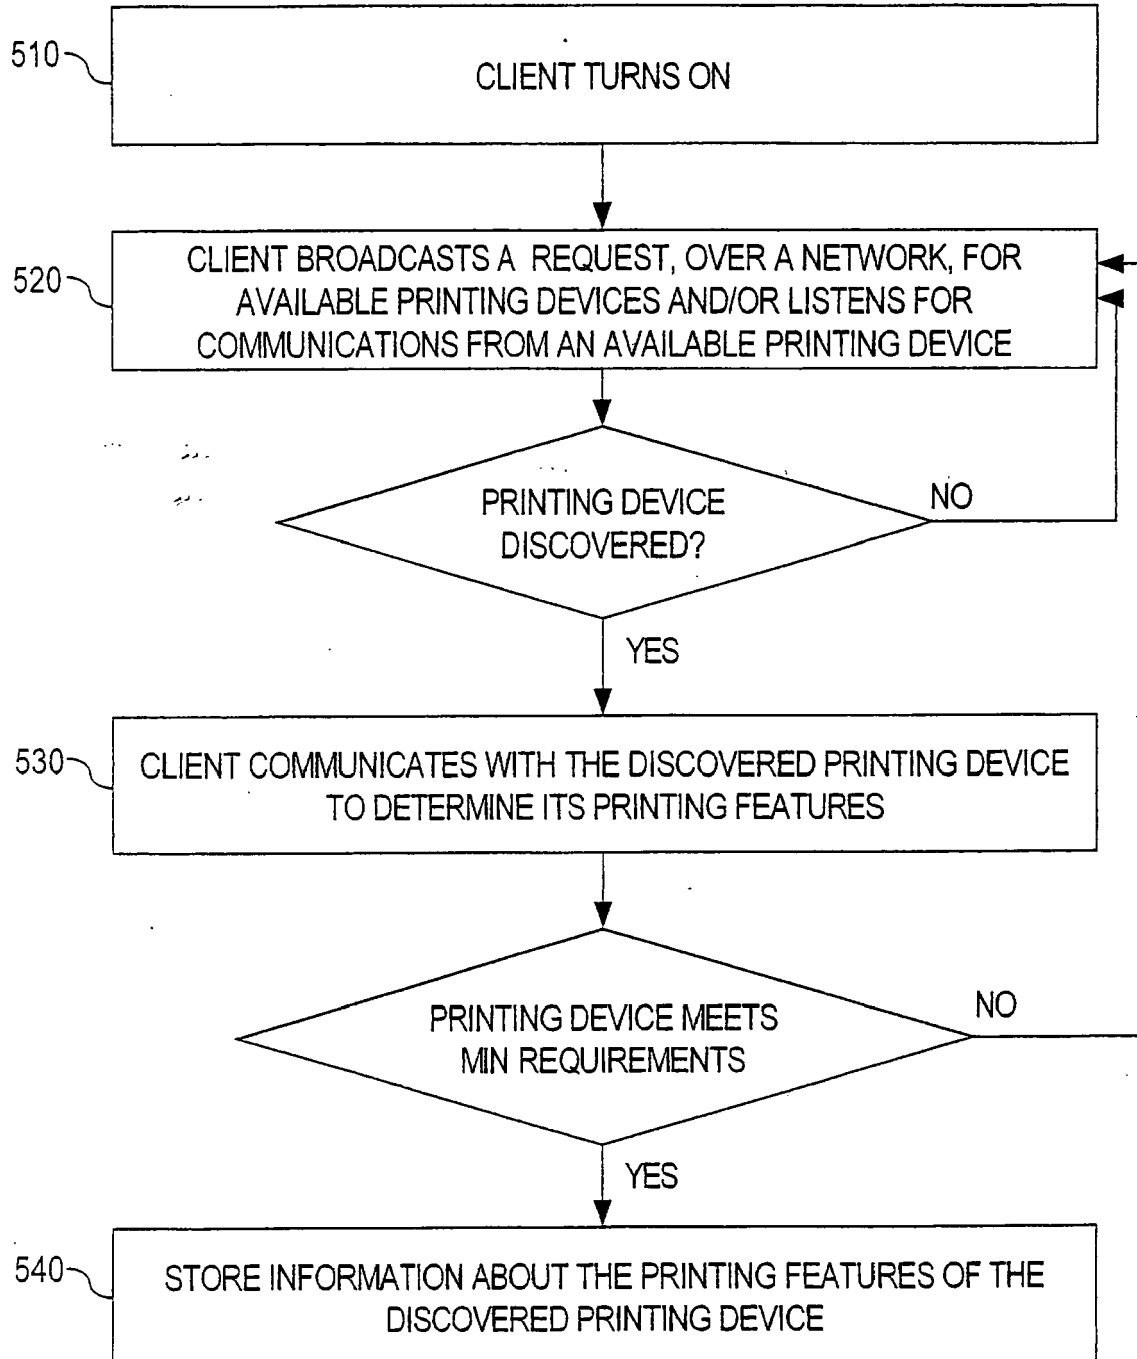 510
CLIENT TURNS ON
520
CLIENT BROADCASTS A REQUEST, OVER A NETWORK, FOR
AVAILABLE PRINTING DEVICES AND/OR LISTENS FOR
COMMUNICATIONS FROM AN AVAILABLE PRINTING DEVICE
PRINTING DEVICE
DISCOVERED?
NO
YES
530
CLIENT COMMUNICATES WITH THE DISCOVERED PRINTING DEVICE
TO DETERMINE ITS PRINTING FEATURES
PRINTING DEVICE MEETS
MIN REQUIREMENTS
NO
YES
540
STORE INFORMATION ABOUT THE PRINTING FEATURES OF THE
DISCOVERED PRINTING DEVICE